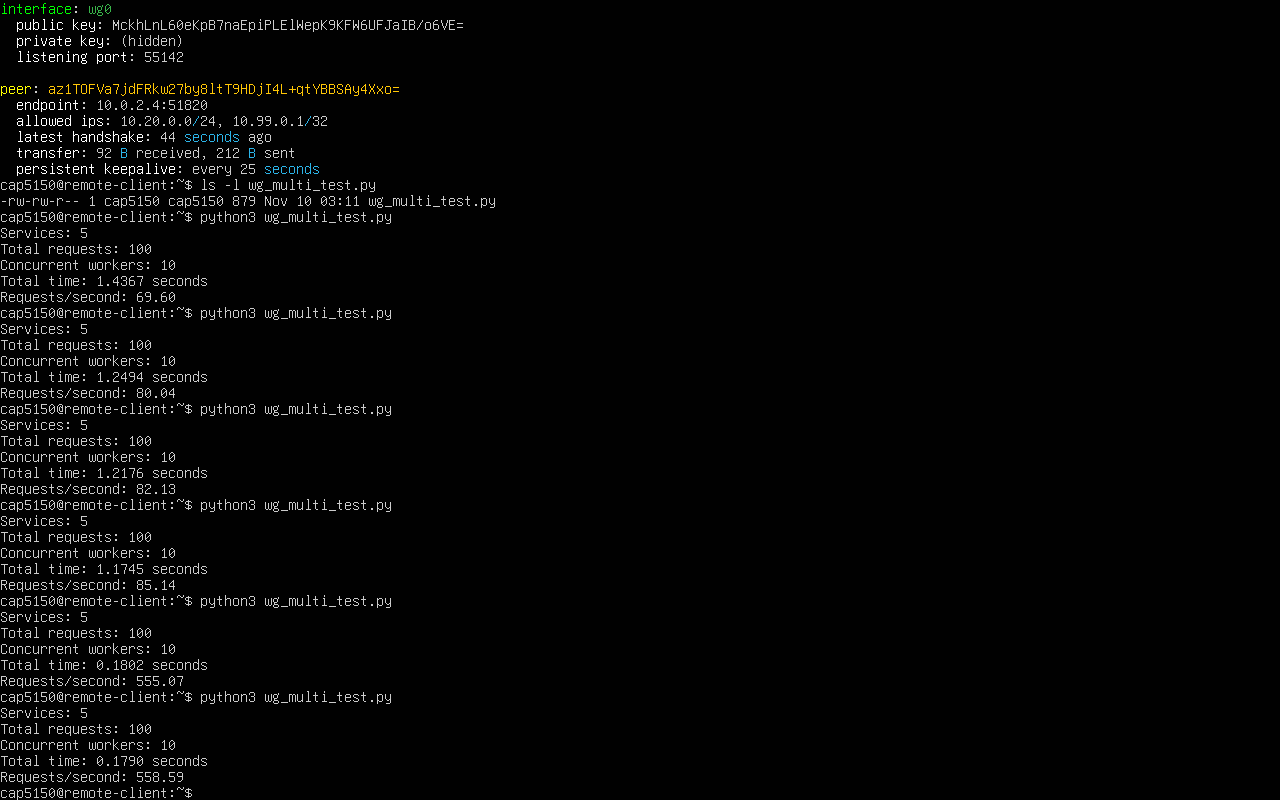 interface: wg0
  public key: MckhLnL60eKpB7naEpiPLElWepK9KFW6UFJaIB/o6VE=
  private key: (hidden)
  listening port: 55142

peer: az1TOFVa7jdFRkw27by8ltT9HDjI4L+qtYBBSAy4Xxo=
  endpoint: 10.0.2.4:51820
  allowed ips: 10.20.0.0/24, 10.99.0.1/32
  latest handshake: 44 seconds ago
  transfer: 92 B received, 212 B sent
  persistent keepalive: every 25 seconds
cap5150@remote-client:~$ ls -l wg_multi_test.py
-rw-rw-r-- 1 cap5150 cap5150 879 Nov 10 03:11 wg_multi_test.py
cap5150@remote-client:~$ python3 wg_multi_test.py
Services: 5
Total requests: 100
Concurrent workers: 10
Total time: 1.4367 seconds
Requests/second: 69.60
cap5150@remote-client:~$ python3 wg_multi_test.py
Services: 5
Total requests: 100
Concurrent workers: 10
Total time: 1.2494 seconds
Requests/second: 80.04
cap5150@remote-client:~$ python3 wg_multi_test.py
Services: 5
Total requests: 100
Concurrent workers: 10
Total time: 1.2176 seconds
Requests/second: 82.13
cap5150@remote-client:~$ python3 wg_multi_test.py
Services: 5
Total requests: 100
Concurrent workers: 10
Total time: 1.1745 seconds
Requests/second: 85.14
cap5150@remote-client:~$ python3 wg_multi_test.py
Services: 5
Total requests: 100
Concurrent workers: 10
Total time: 0.1802 seconds
Requests/second: 555.07
cap5150@remote-client:~$ python3 wg_multi_test.py
Services: 5
Total requests: 100
Concurrent workers: 10
Total time: 0.1790 seconds
Requests/second: 558.59
cap5150@remote-client:~$